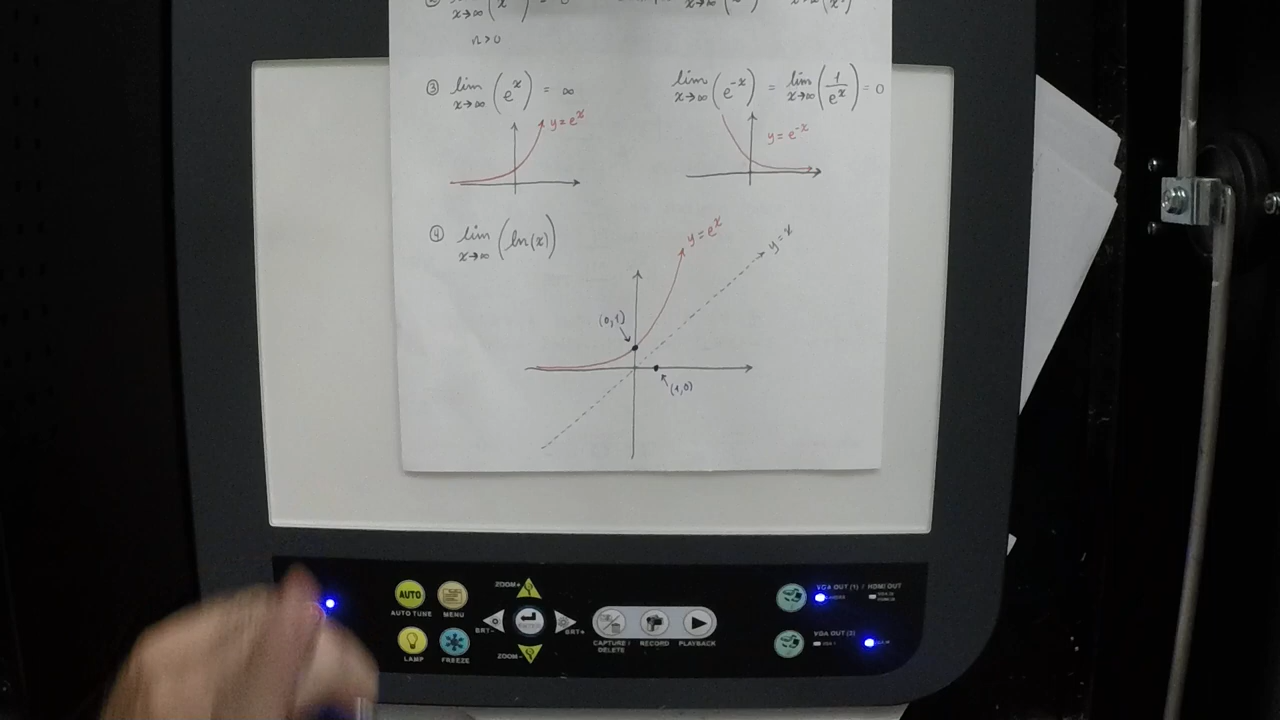 n > 0
③ lim x→∞ (e^x) = ∞
lim x→∞ (e^-x) = lim x→∞ (1/e^x) = 0
y = e^x
y = e^-x
④ lim x→∞ (ln(x))
y = e^x
y = x
(0,1)
(1,0)
AUTO
AUTO TUNE
MENU
LAMP
FREEZE
ZOOM+
BRT-
ENTER
BRT+
ZOOM-
CAPTURE /
DELETE
RECORD
PLAYBACK
VGA OUT (1) / HDMI OUT
VGA OUT (2)